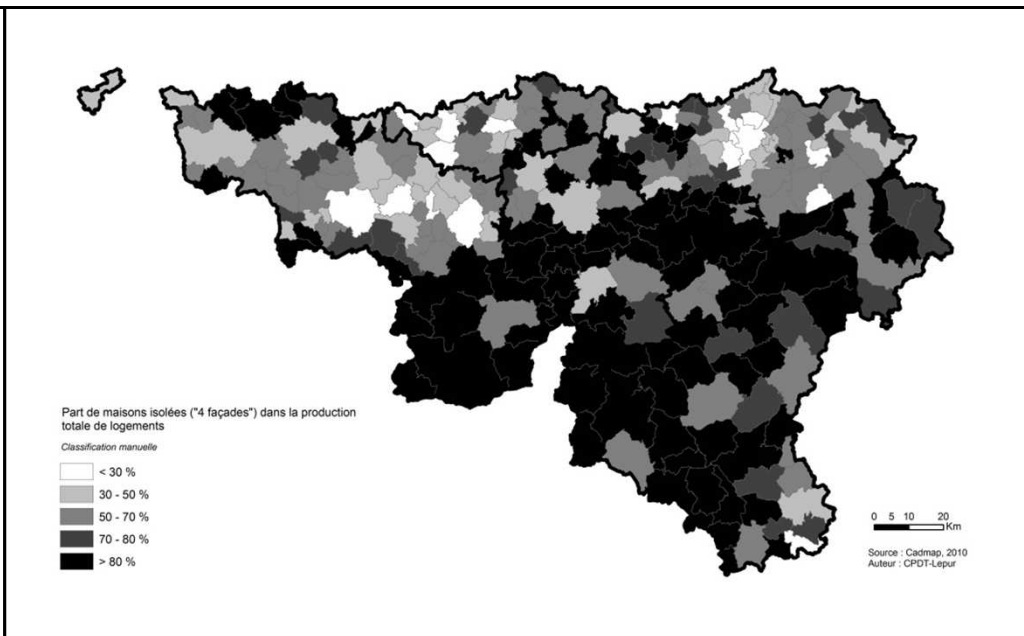 Part de maisons isolées ("4 façades") dans la production
totale de logements
Classification manuelle
< 30 %
30 - 50 %
50 - 70 %
70 - 80 %
> 80 %
0 5 10 20
Km
Source : Cadmap, 2010
Auteur : CPDT-Lepur